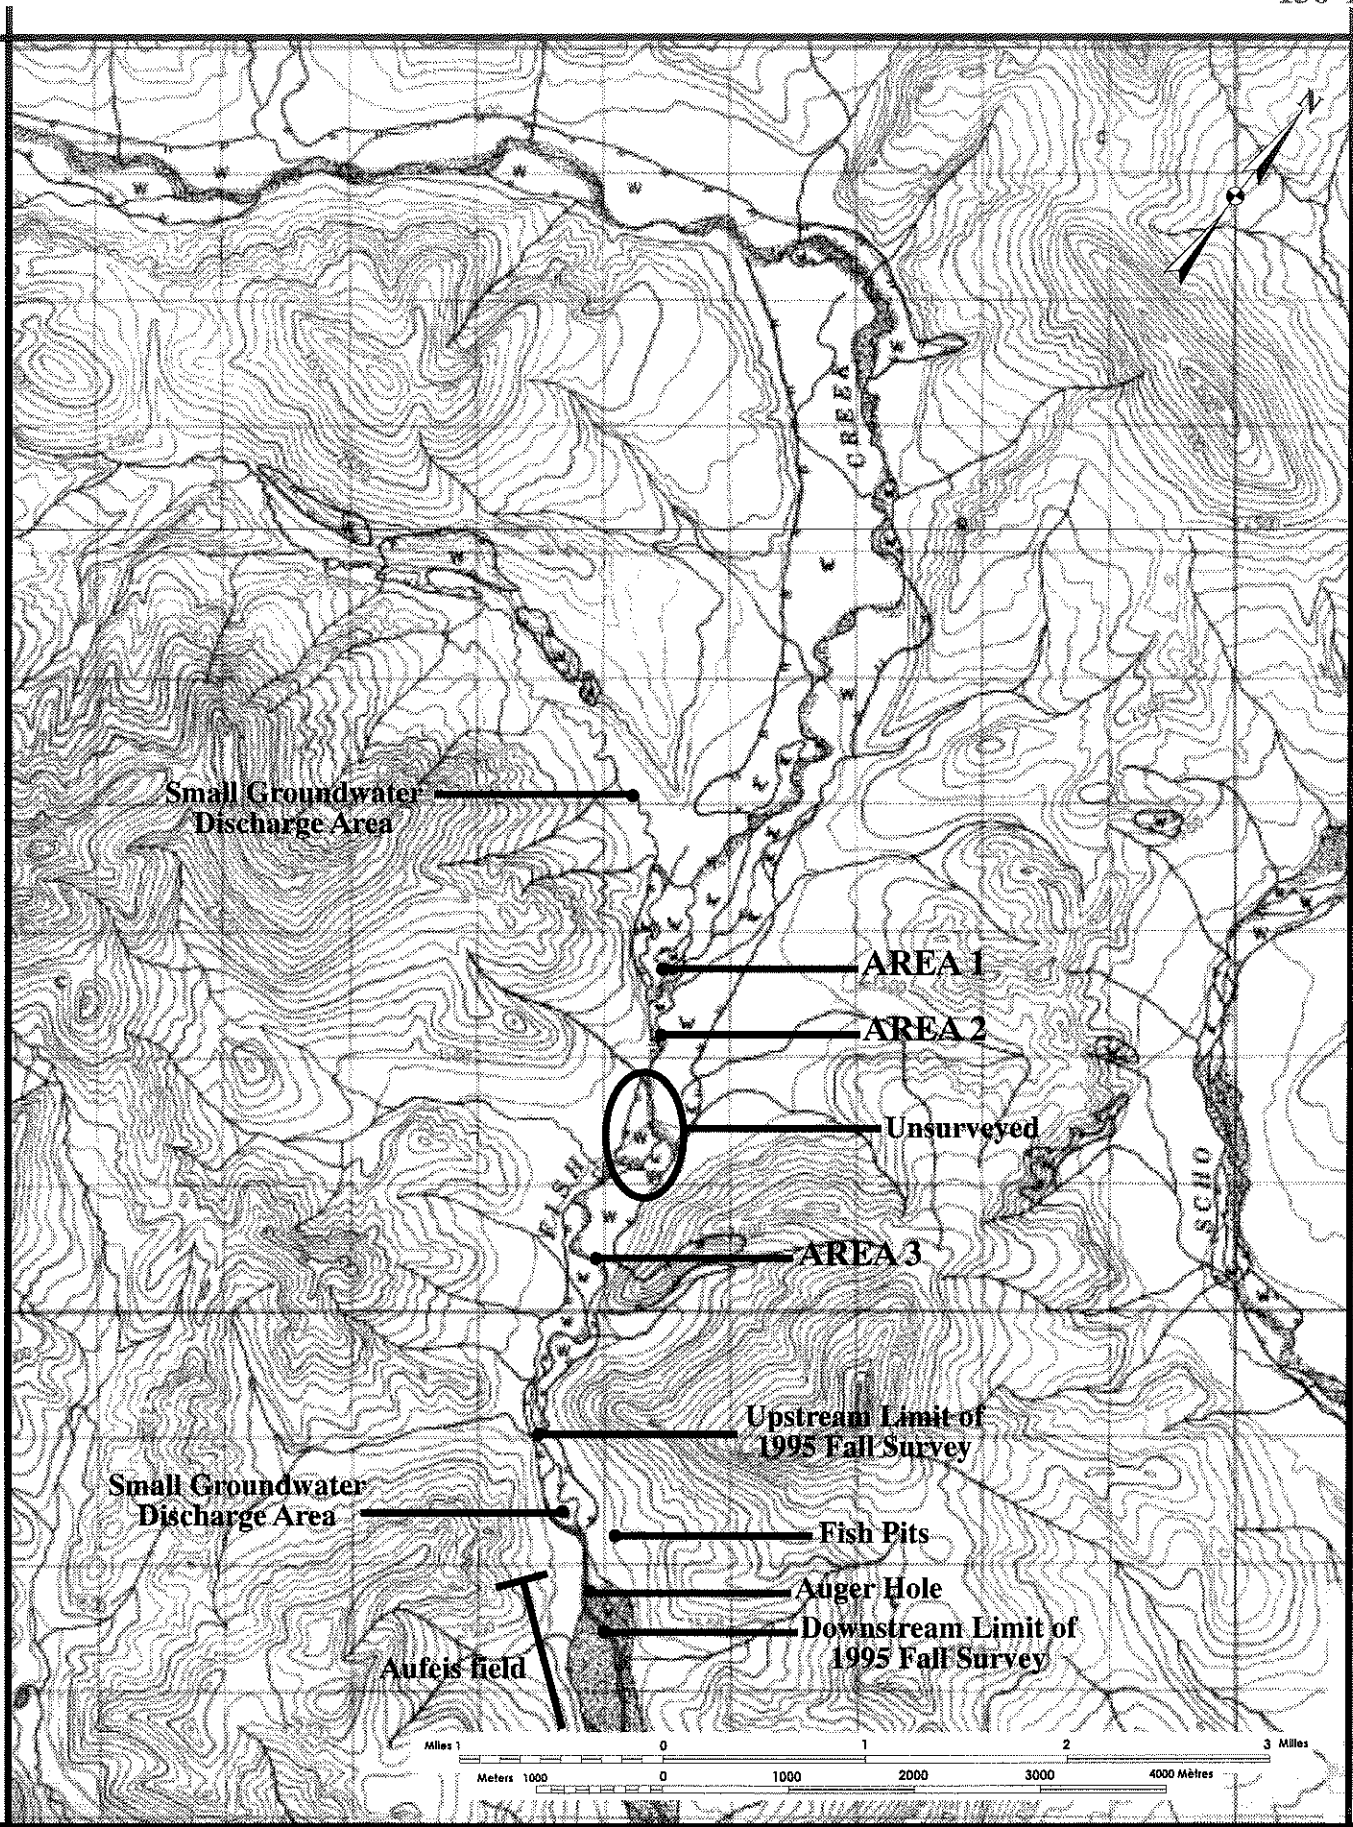 N
CREEK
Small Groundwater
Discharge Area
AREA 1
AREA 2
Unsurveyed
FISH
SCHO
AREA 3
Upstream Limit of
1995 Fall Survey
Small Groundwater
Discharge Area
Fish Pits
Auger Hole
Downstream Limit of
1995 Fall Survey
Aufeis field
Miles 1 0 1 2 3 Miles
Meters 1000 0 1000 2000 3000 4000 Mètres